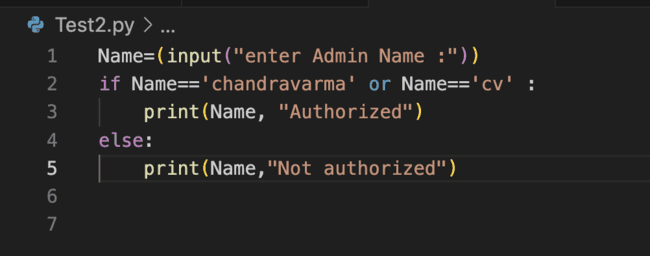 Test2.py > ...
1 Name=(input("enter Admin Name :"))
2 if Name=='chandravarma' or Name=='cv' :
3     print(Name, "Authorized")
4 else:
5     print(Name,"Not authorized")
6
7